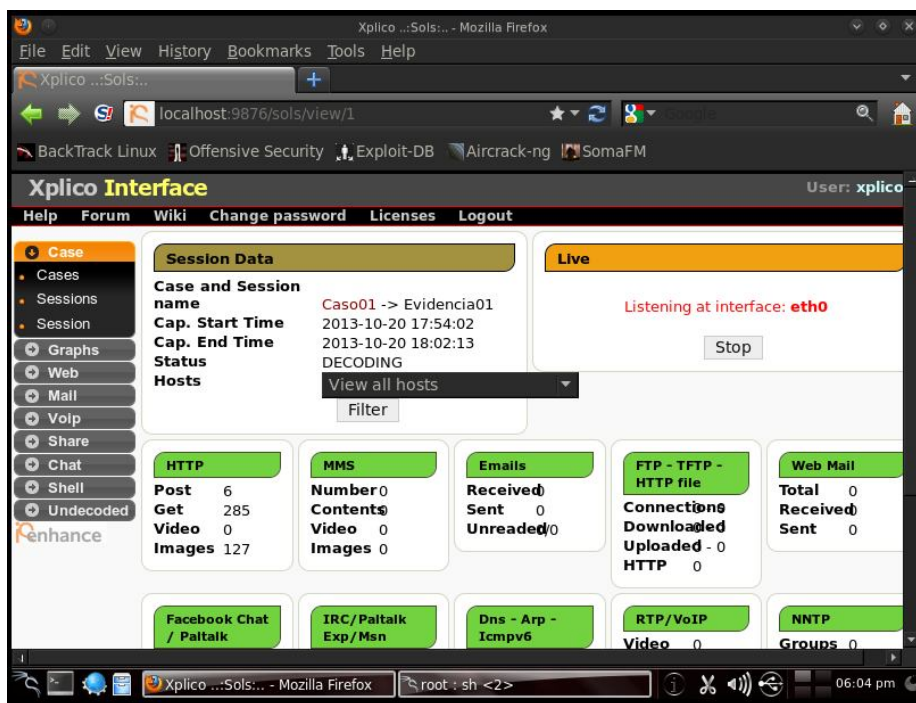 Xplico ..:Sols:.. - Mozilla Firefox
File Edit View History Bookmarks Tools Help
Xplico ..:Sols:..
localhost:9876/sols/view/1
Google
BackTrack Linux Offensive Security Exploit-DB Aircrack-ng SomaFM
Xplico Interface
User: xplico
Help Forum Wiki Change password Licenses Logout
Case
Cases
Sessions
Session
Graphs
Web
Mail
Voip
Share
Chat
Shell
Undecoded
enhance
Session Data
Case and Session name Caso01 -> Evidencia01
Cap. Start Time 2013-10-20 17:54:02
Cap. End Time 2013-10-20 18:02:13
Status DECODING
Hosts View all hosts
Filter
Live
Listening at interface: eth0
Stop
HTTP
Post 6
Get 285
Video 0
Images 127
MMS
Number 0
Contents 0
Video 0
Images 0
Emails
Received 0
Sent 0
Unreaded 0/0
FTP - TFTP - HTTP file
Connections
Downloaded
Uploaded - 0
HTTP 0
Web Mail
Total 0
Received 0
Sent 0
Facebook Chat / Paltalk
IRC/Paltalk Exp/Msn
Dns - Arp - Icmpv6
RTP/VoIP
Video 0
NNTP
Groups 0
Xplico ..:Sols:.. - Mozilla Firefox
root : sh <2>
06:04 pm